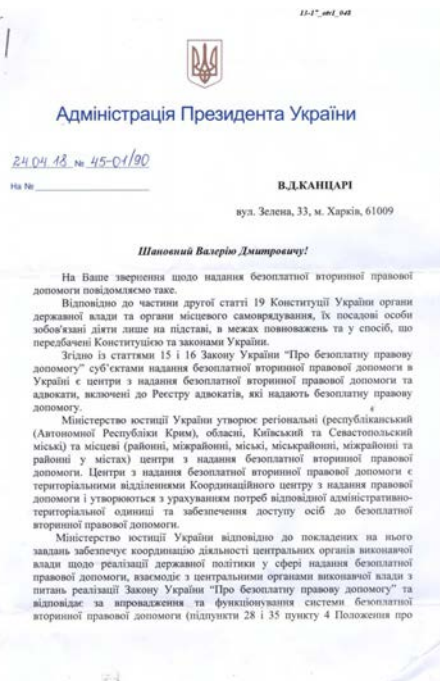 Адміністрація Президента України
24.04.18 № 45-01/90
На №
В.Д.КАНЦАРІ
вул. Зелена, 33, м. Харків, 61009
Шановний Валерію Дмитровичу!
На Ваше звернення щодо надання безоплатної вторинної правової
допомоги повідомляємо таке.
Відповідно до частини другої статті 19 Конституції України органи
державної влади та органи місцевого самоврядування, їх посадові особи
зобов'язані діяти лише на підставі, в межах повноважень та у спосіб, що
передбачені Конституцією та законами України.
Згідно із статтями 15 і 16 Закону України “Про безоплатну правову
допомогу” суб'єктами надання безоплатної вторинної правової допомоги в
Україні є центри з надання безоплатної вторинної правової допомоги та
адвокати, включені до Реєстру адвокатів, які надають безоплатну правову
допомогу.
Міністерство юстиції України утворює регіональні (республіканський
(Автономної Республіки Крим), обласні, Київський та Севастопольський
міські) та місцеві (районні, міжрайонні, міські, міськрайонні, міжрайонні та
районні у містах) центри з надання безоплатної вторинної правової
допомоги. Центри з надання безоплатної вторинної правової допомоги є
територіальними відділеннями Координаційного центру з надання правової
допомоги і утворюються з урахуванням потреб відповідної адміністративно-
територіальної одиниці та забезпечення доступу осіб до безоплатної
вторинної правової допомоги.
Міністерство юстиції України відповідно до покладених на нього
завдань забезпечує координацію діяльності центральних органів виконавчої
влади щодо реалізації державної політики у сфері надання безоплатної
правової допомоги, взаємодіє з центральними органами виконавчої влади з
питань реалізації Закону України “Про безоплатну правову допомогу” та
відповідає за впровадження та функціонування системи безоплатної
вторинної правової допомоги (підпункти 28 і 35 пункту 4 Положення про